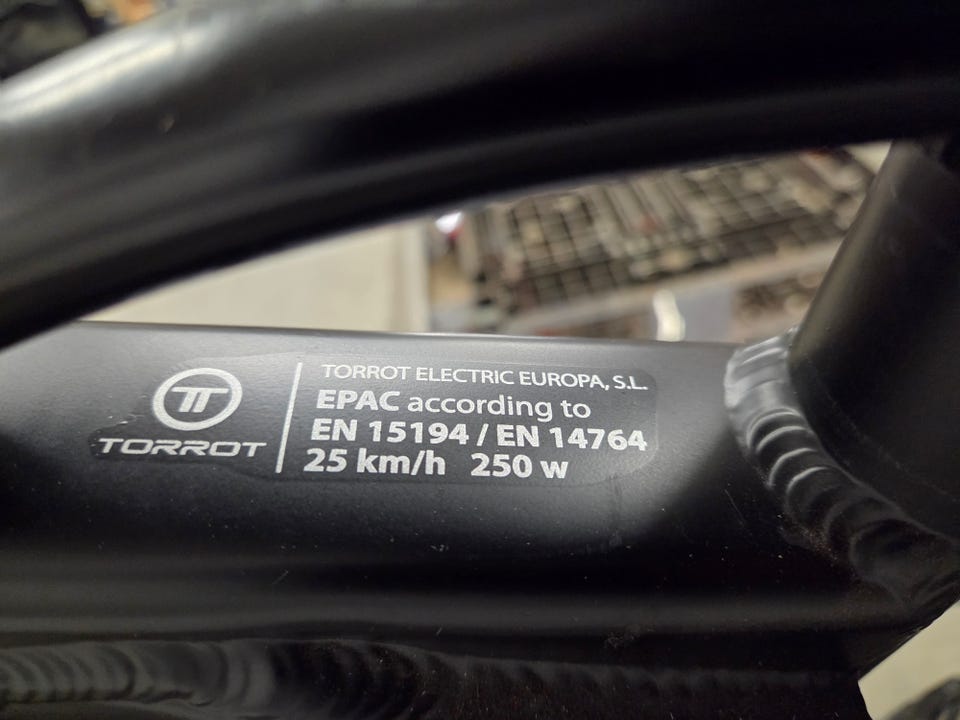 TORROT
TORROT ELECTRIC EUROPA, S.L.
EPAC according to
EN 15194 / EN 14764
25 km/h 250 w